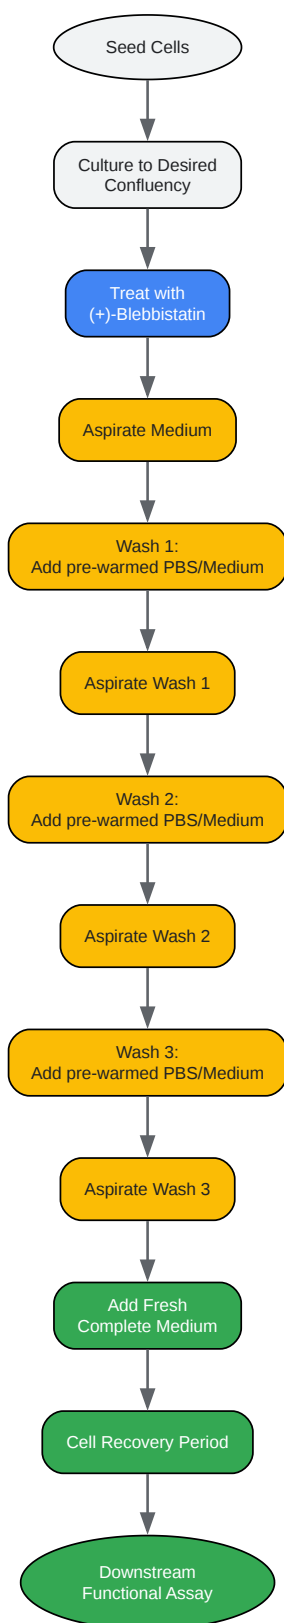 Seed Cells
Culture to Desired
Confluency
Treat with
(+)-Blebbistatin
Aspirate Medium
Wash 1:
Add pre-warmed PBS/Medium
Aspirate Wash 1
Wash 2:
Add pre-warmed PBS/Medium
Aspirate Wash 2
Wash 3:
Add pre-warmed PBS/Medium
Aspirate Wash 3
Add Fresh
Complete Medium
Cell Recovery Period
Downstream
Functional Assay